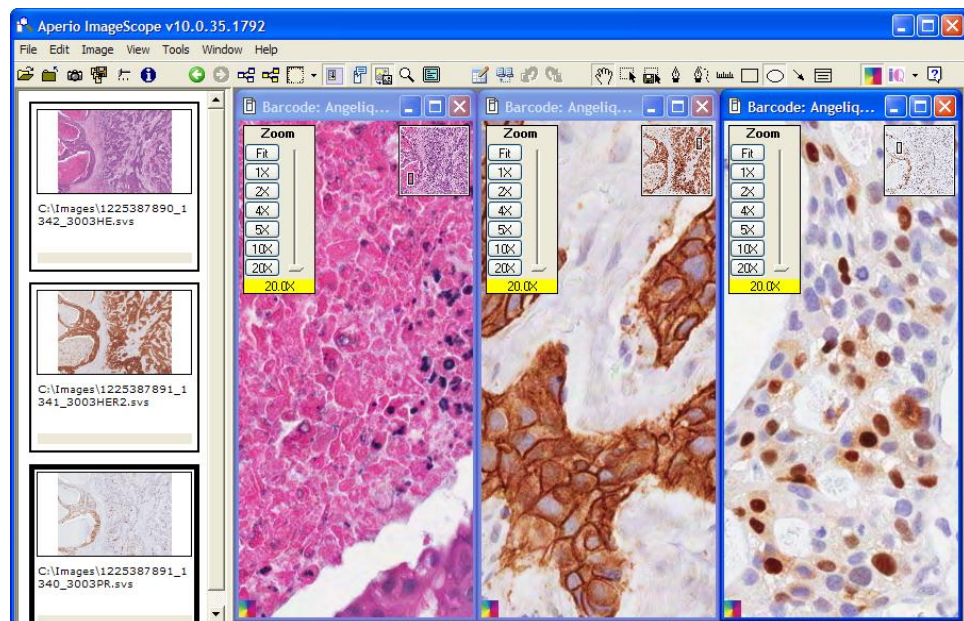 Aperio ImageScope v10.0.35.1792
File Edit Image View Tools Window Help
iQ
C:\Images\1225387890_1
342_3003HE.svs
C:\Images\1225387891_1
341_3003HER2.svs
C:\Images\1225387891_1
340_3003PR.svs
Barcode: Angeliq...
Zoom
Fit
1X
2X
4X
5X
10X
20X
20.0X
Barcode: Angeliq...
Zoom
Fit
1X
2X
4X
5X
10X
20X
20.0X
Barcode: Angeliq...
Zoom
Fit
1X
2X
4X
5X
10X
20X
20.0X